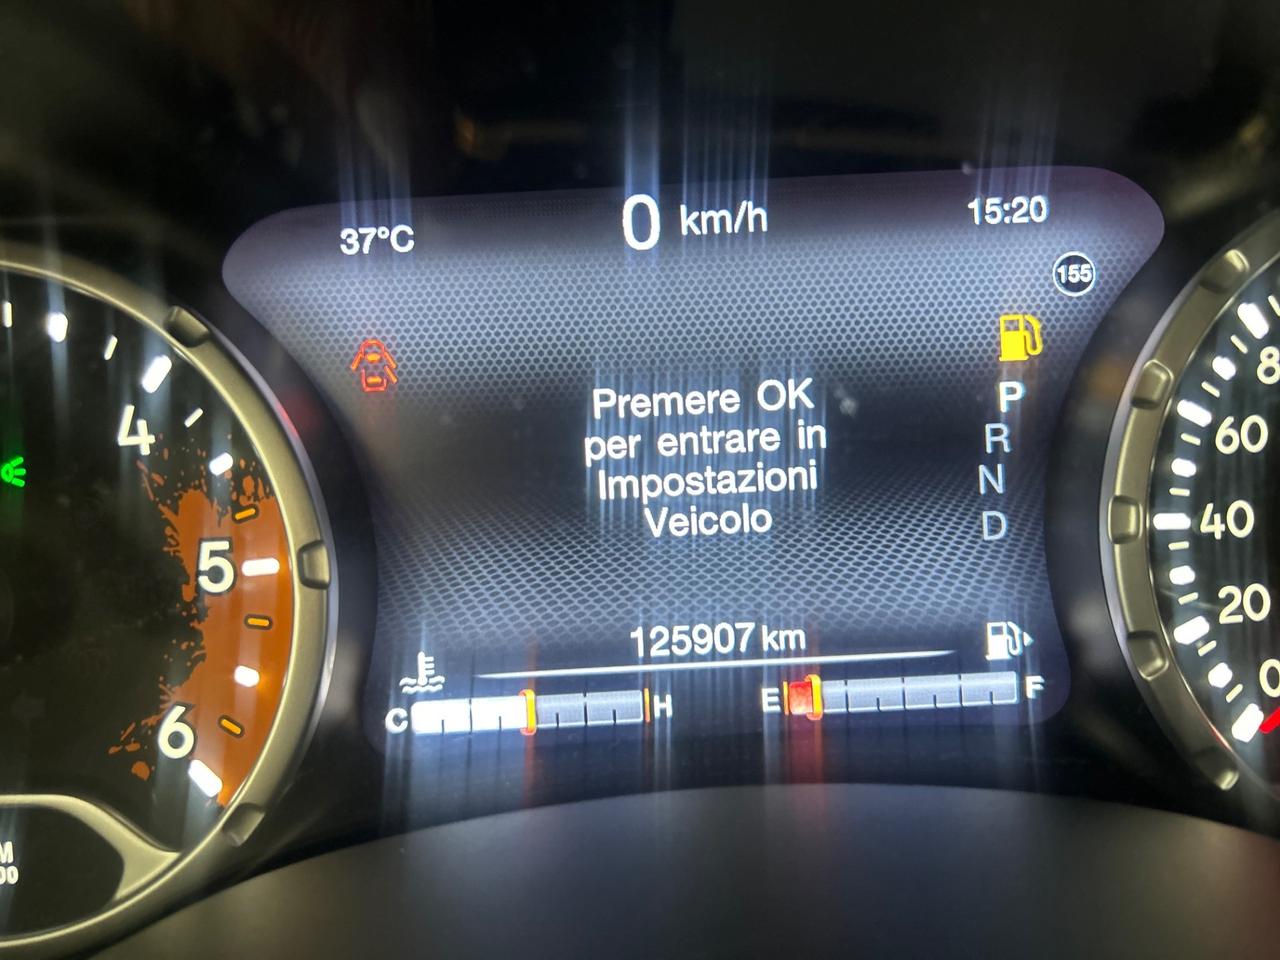 37°C
0 km/h
15:20
155
Premere OK
per entrare in
Impostazioni
Veicolo
P
R
N
D
125907 km
C
H
E
F
4
5
6
60
40
20
0